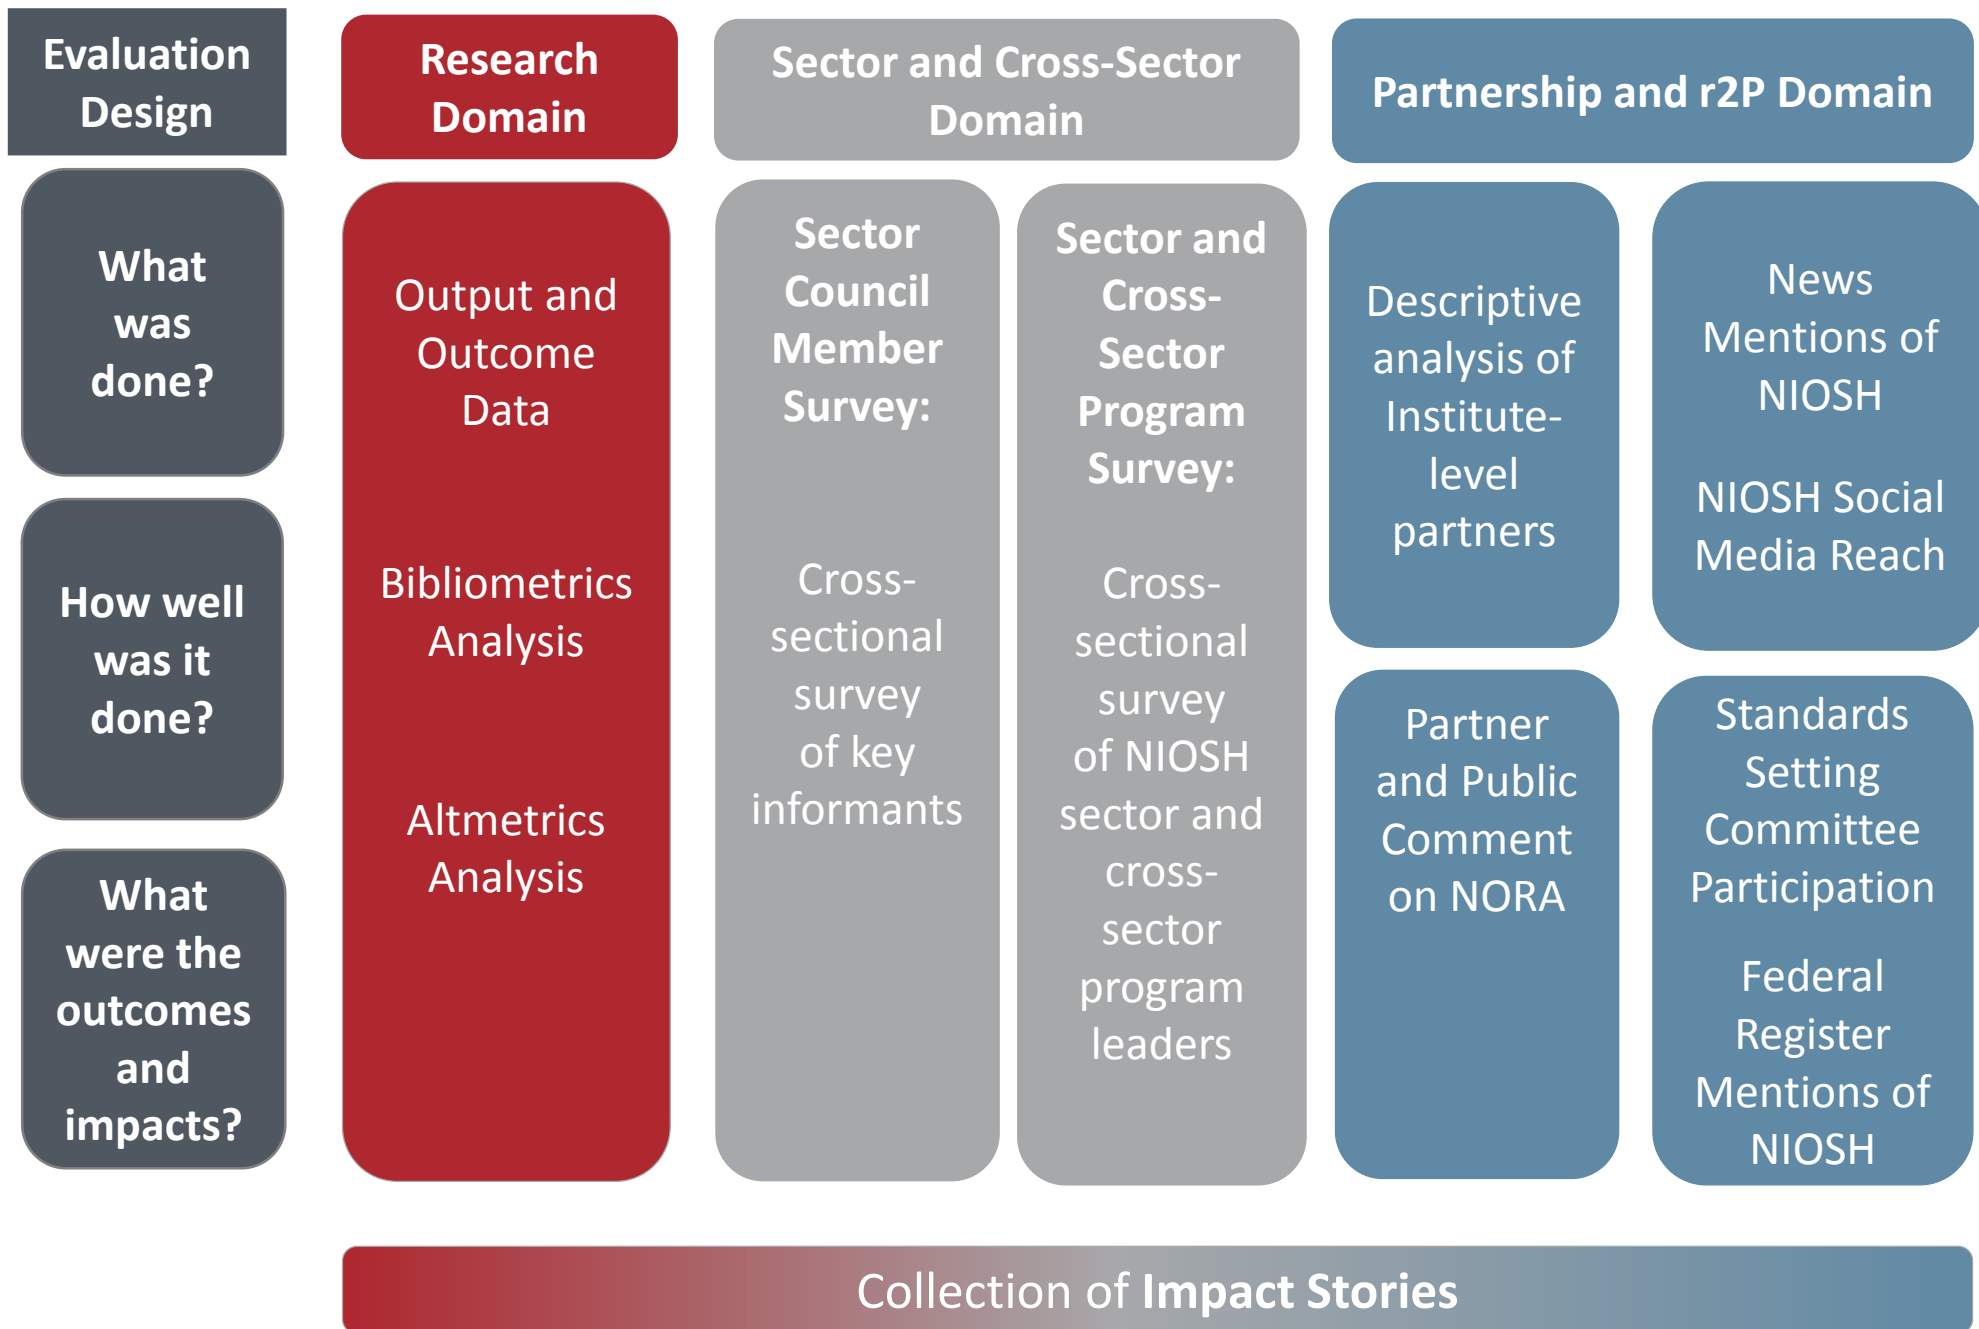 Evaluation
Design
What
was
done?
How well
was it
done?
What
were the
outcomes
and
impacts?
Research
Domain
Output and
Outcome
Data
Bibliometrics
Analysis
Altmetrics
Analysis
Sector and Cross-Sector
Domain
Sector
Council
Member
Survey:
Cross-
sectional
survey
of key
informants
Sector and
Cross-
Sector
Program
Survey:
Cross-
sectional
survey
of NIOSH
sector and
cross-
sector
program
leaders
Partnership and r2P Domain
Descriptive
analysis of
Institute-
level
partners
News
Mentions of
NIOSH
NIOSH Social
Media Reach
Partner
and Public
Comment
on NORA
Standards
Setting
Committee
Participation
Federal
Register
Mentions of
NIOSH
Collection of Impact Stories